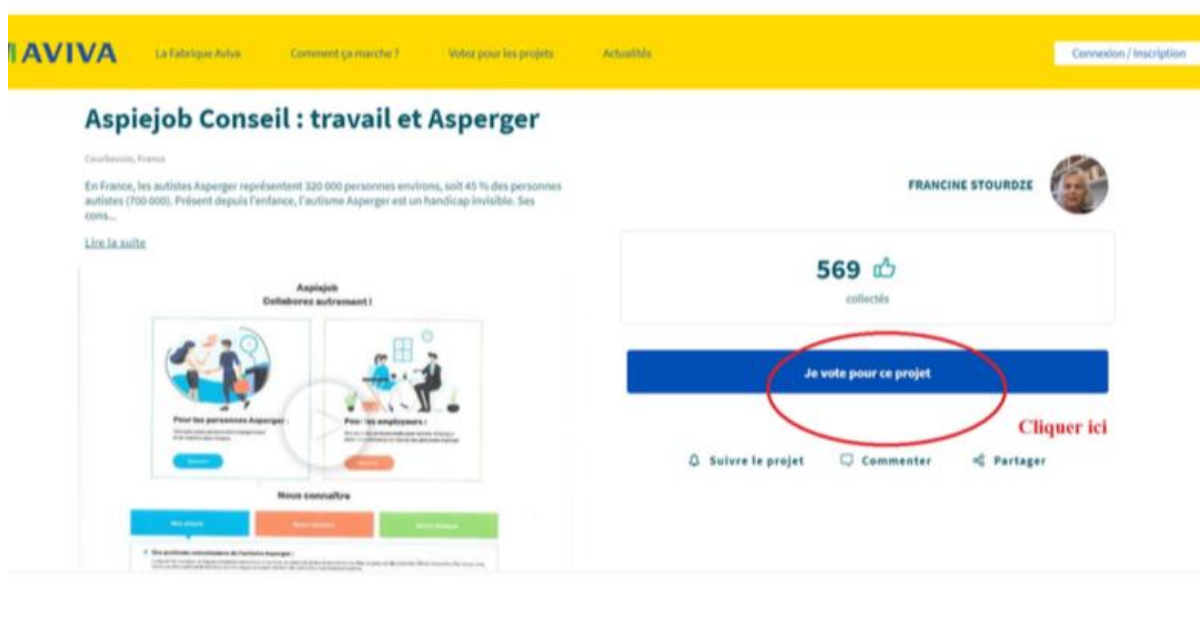 AVIVA
La Fabrique Aviva
Comment ça marche ?
Votez pour les projets
Actualités
Connexion / Inscription
Aspiejob Conseil : travail et Asperger
Courbevoie, France
En France, les autistes Asperger représentent 320 000 personnes environs, soit 45 % des personnes
autistes (700 000). Présent depuis l'enfance, l'autisme Asperger est un handicap invisible. Ses
cons...
Lire la suite
FRANCINE STOURDZE
569
collectés
Je vote pour ce projet
Cliquer ici
Suivre le projet
Commenter
Partager
Aspiejob
Collaborez autrement !
Pour les personnes Asperger :
Pour les employeurs :
Nous connaître